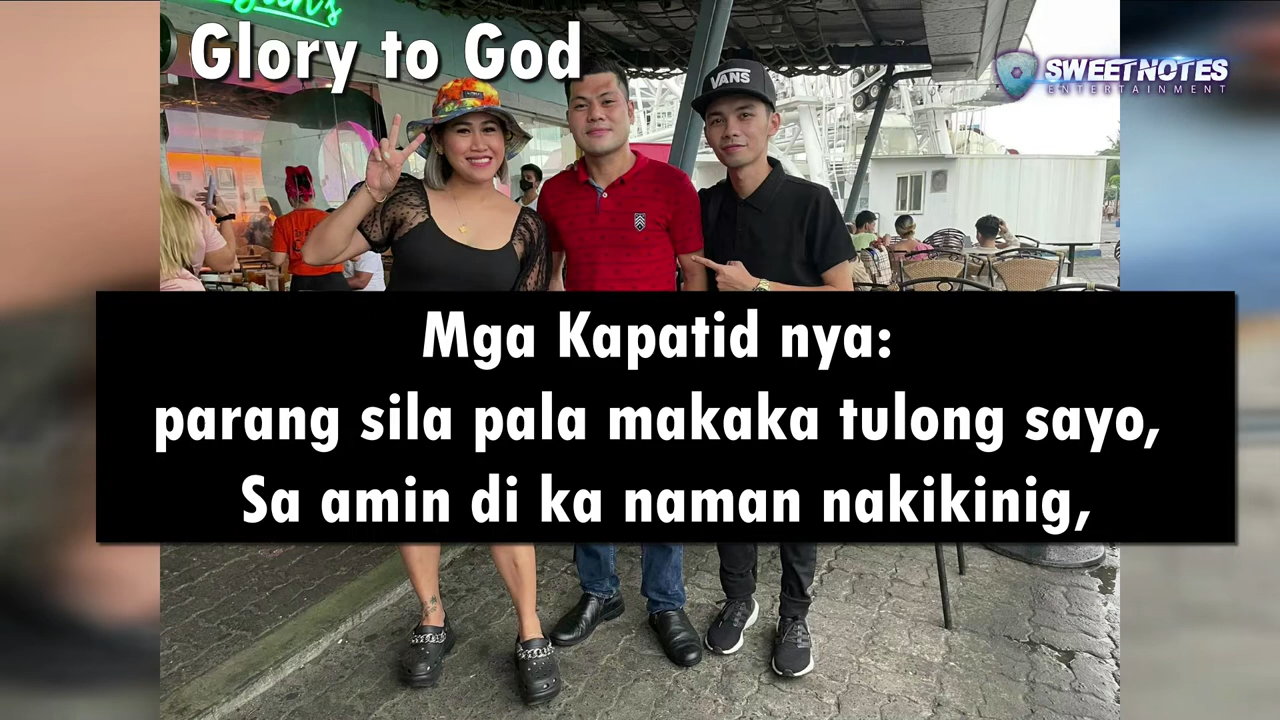 Glory to God
VANS
SWEETNOTES
ENTERTAINMENT
Mga Kapatid nya:
parang sila pala makaka tulong sayo,
Sa amin di ka naman nakikinig,